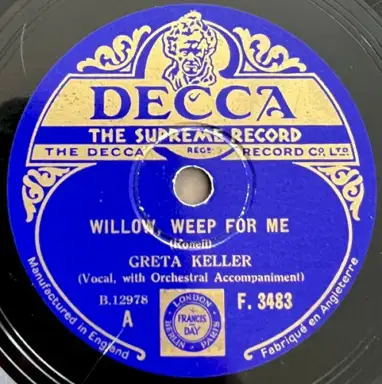 DECCA
THE SUPREME RECORD
THE DECCA REGD. RECORD CO., LTD.
WILLOW, WEEP FOR ME
(Ronell)
GRETA KELLER
(Vocal, with Orchestral Accompaniment)
B.12978
A
F. 3483
LONDON
FRANCIS
DAY
BERLIN
PARIS
Manufactured in England
Fabriqué en Angleterre